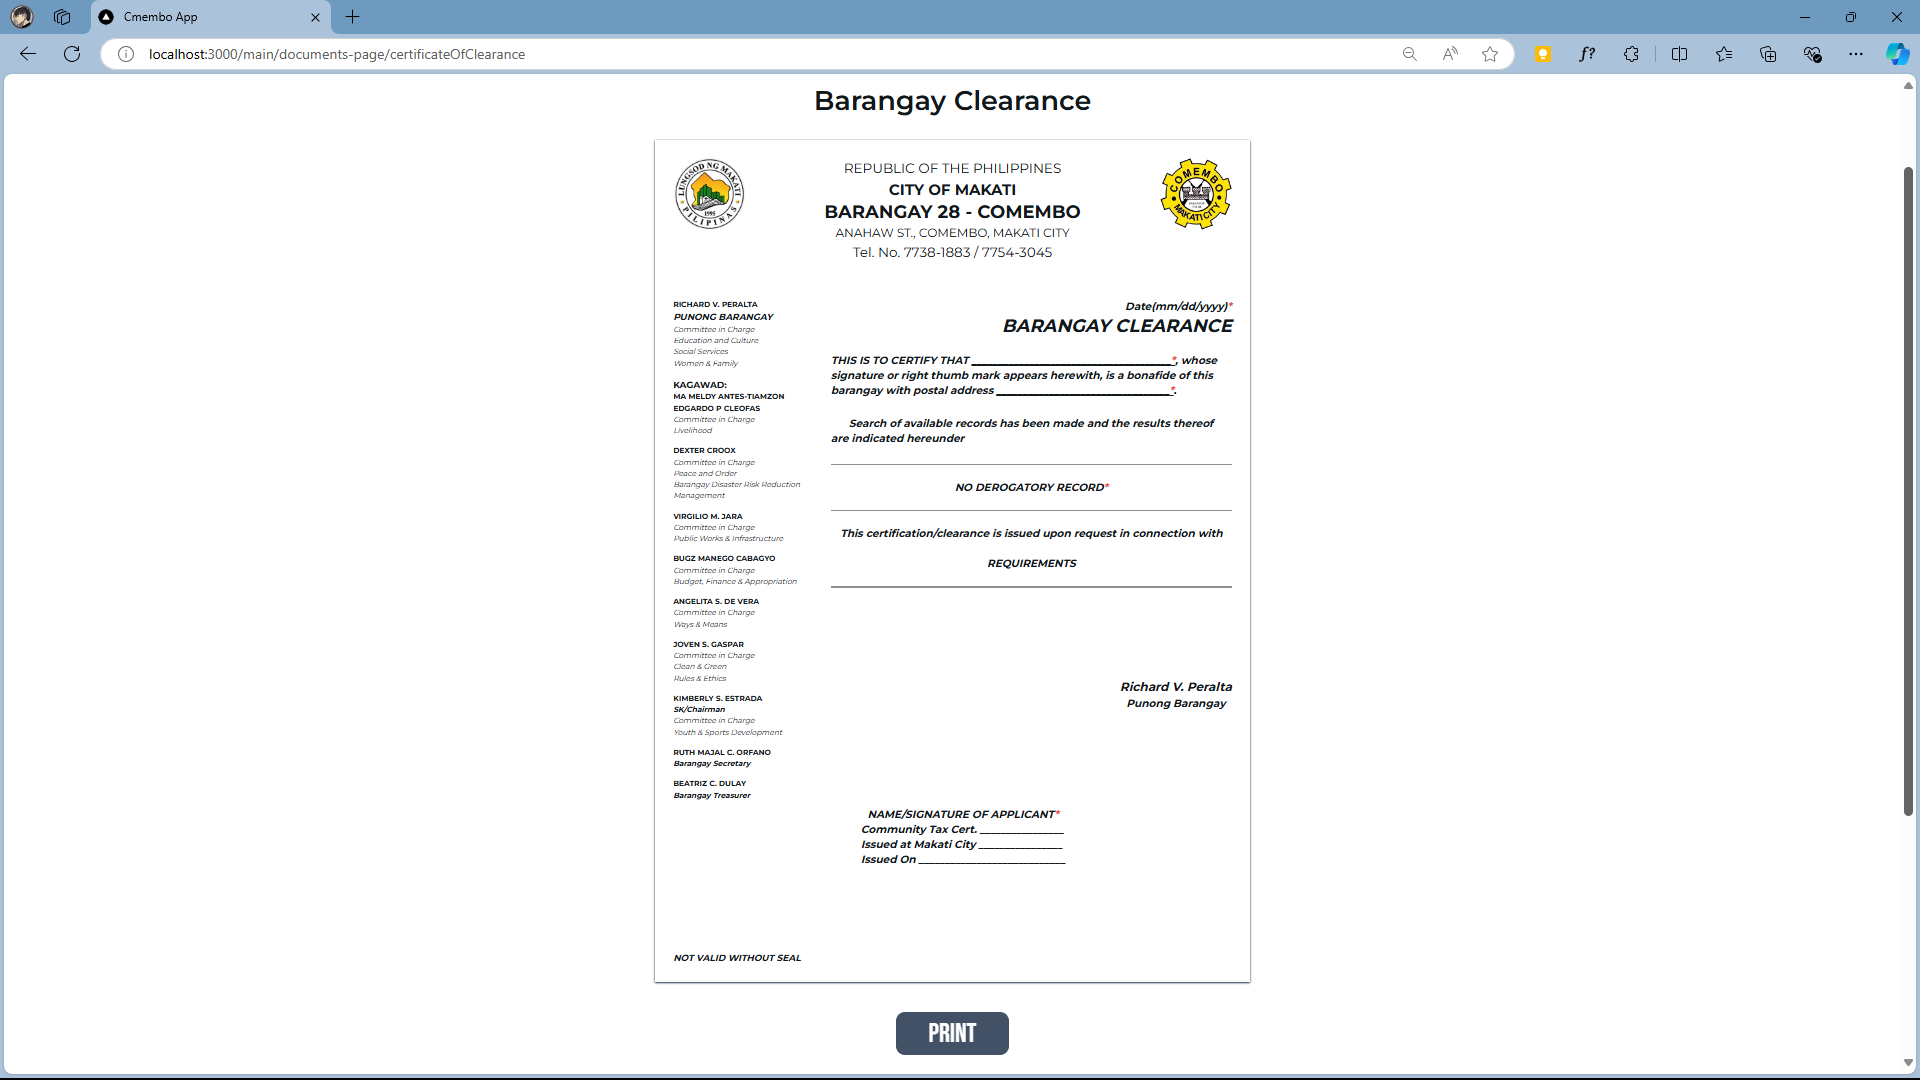 Cmembo App
localhost:3000/main/documents-page/certificateOfClearance
Barangay Clearance
LUNGSOD NG MAKATI
1995
PILIPINAS
REPUBLIC OF THE PHILIPPINES
CITY OF MAKATI
BARANGAY 28 - COMEMBO
ANAHAW ST., COMEMBO, MAKATI CITY
Tel. No. 7738-1883 / 7754-3045
COMEMBO
MAKATI CITY
RICHARD V. PERALTA
PUNONG BARANGAY
Committee in Charge
Education and Culture
Social Services
Women & Family
KAGAWAD:
MA MELDY ANTES-TIAMZON
EDGARDO P CLEOFAS
Committee in Charge
Livelihood
DEXTER CROOX
Committee in Charge
Peace and Order
Barangay Disaster Risk Reduction
Management
VIRGILIO M. JARA
Committee in Charge
Public Works & Infrastructure
BUGZ MANEGO CABAGYO
Committee in Charge
Budget, Finance & Appropriation
ANGELITA S. DE VERA
Committee in Charge
Ways & Means
JOVEN S. GASPAR
Committee in Charge
Clean & Green
Rules & Ethics
KIMBERLY S. ESTRADA
SK/Chairman
Committee in Charge
Youth & Sports Development
RUTH MAJAL C. ORFANO
Barangay Secretary
BEATRIZ C. DULAY
Barangay Treasurer
Date(mm/dd/yyyy)*
BARANGAY CLEARANCE
THIS IS TO CERTIFY THAT ______________________________*, whose
signature or right thumb mark appears herewith, is a bonafide of this
barangay with postal address __________________________*.
Search of available records has been made and the results thereof
are indicated hereunder
NO DEROGATORY RECORD*
This certification/clearance is issued upon request in connection with
REQUIREMENTS
Richard V. Peralta
Punong Barangay
NAME/SIGNATURE OF APPLICANT*
Community Tax Cert. ________________
Issued at Makati City ________________
Issued On ____________________________
NOT VALID WITHOUT SEAL
PRINT